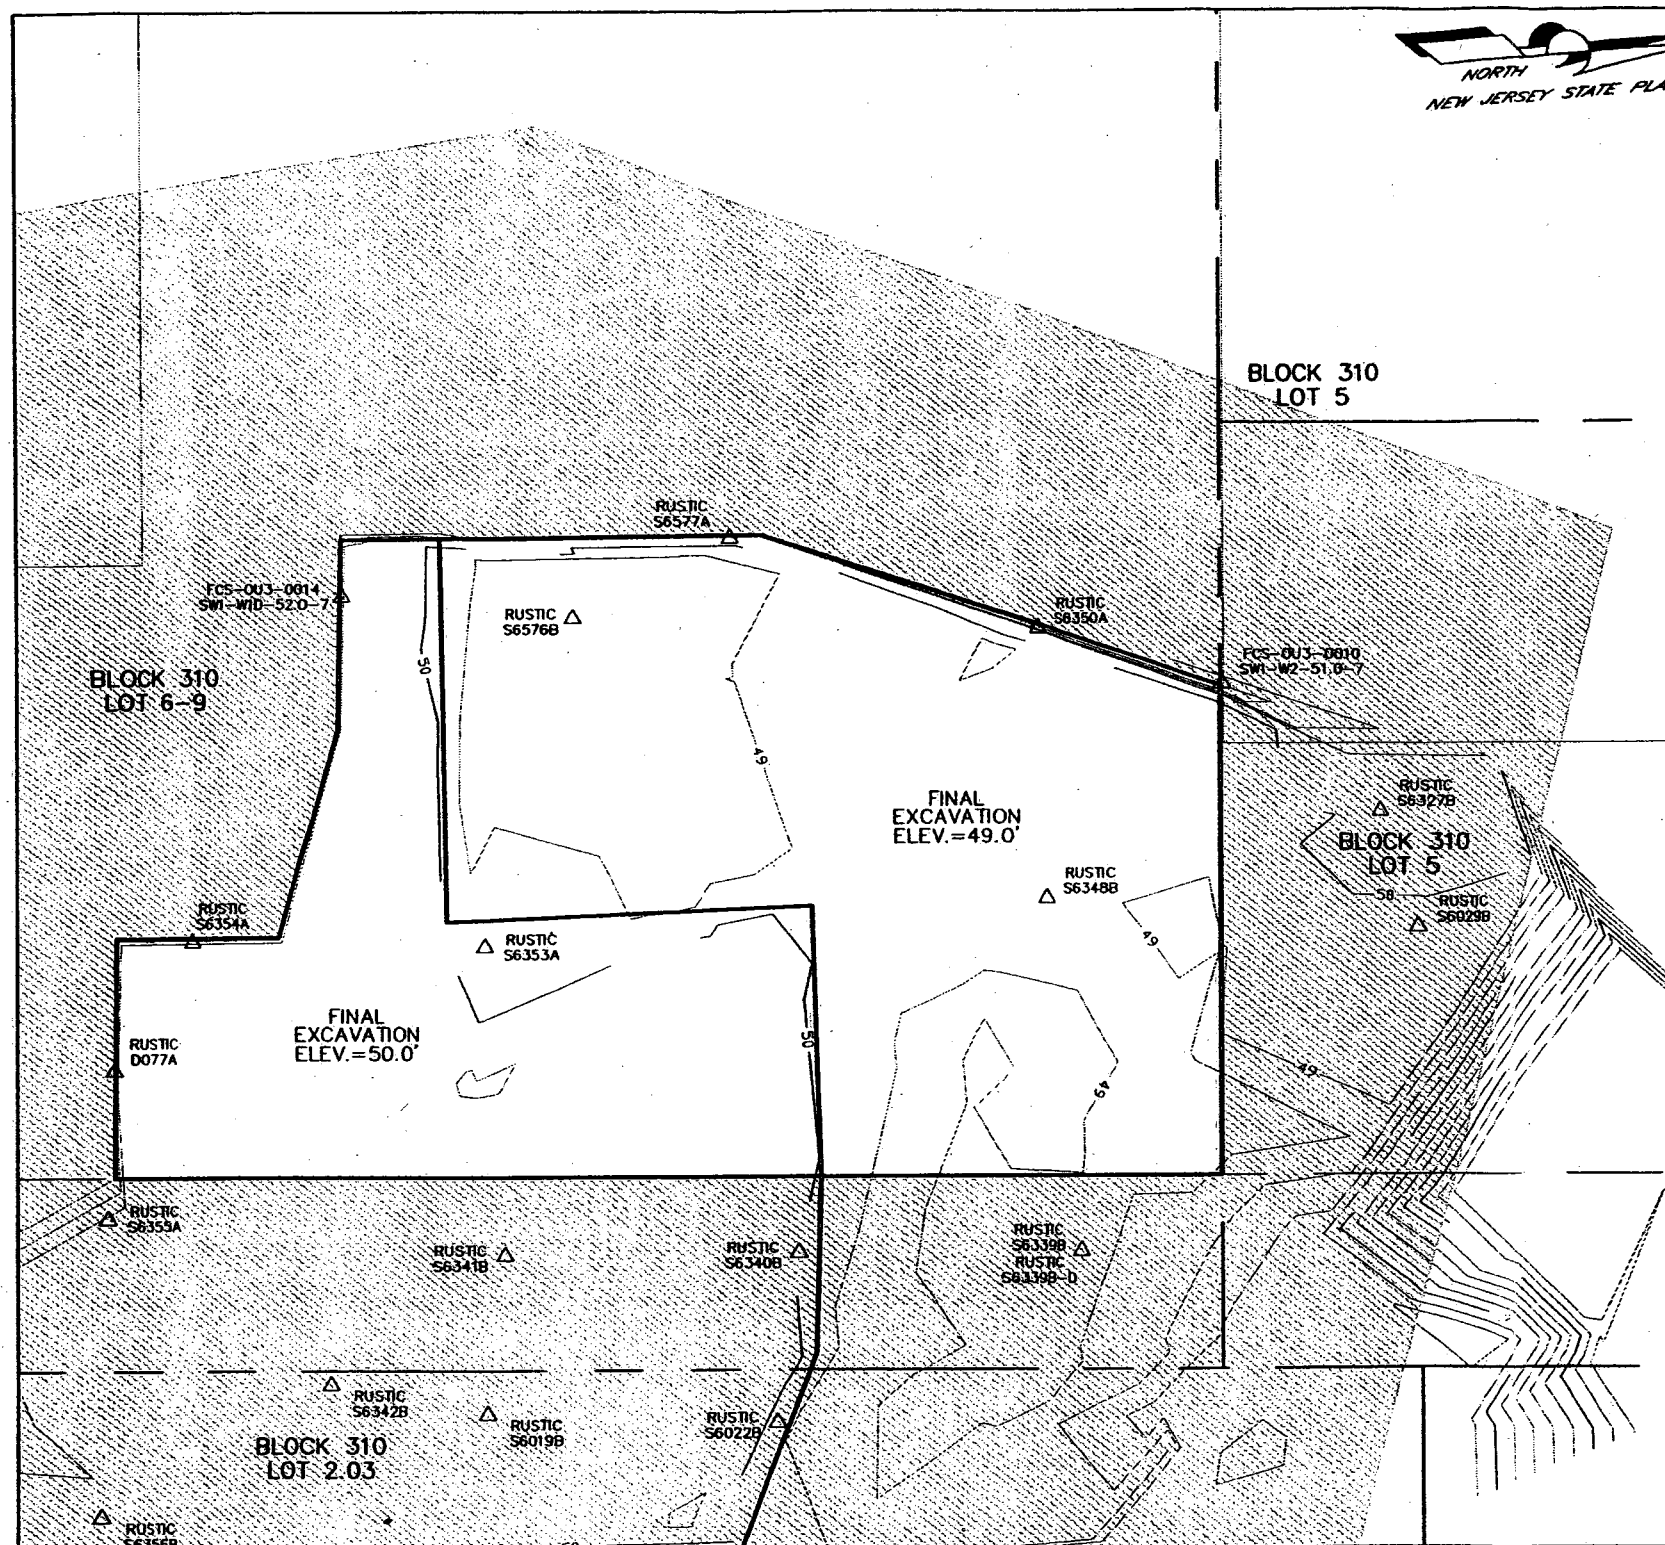 NORTH
NEW JERSEY STATE PLA
BLOCK 310
LOT 5
RUSTIC
S6577A
FCS-OU3-0014
SW1-W1D-52.0-7
RUSTIC
S6576B
RUSTIC
S6350A
FCS-OU3-0010
SW1-W2-51.0-7
50
BLOCK 310
LOT 6-9
49
FINAL
EXCAVATION
ELEV.=49.0'
RUSTIC
S6327B
BLOCK 310
LOT 5
50
RUSTIC
S6348B
RUSTIC
S6029B
RUSTIC
S6354A
RUSTIC
S6353A
49
FINAL
EXCAVATION
ELEV.=50.0'
50
RUSTIC
D077A
49
49
RUSTIC
S6355A
RUSTIC
S6341B
RUSTIC
S6340B
RUSTIC
S6339B
RUSTIC
S6339B-D
RUSTIC
S6342B
RUSTIC
S6019B
RUSTIC
S6022B
BLOCK 310
LOT 2.03
RUSTIC